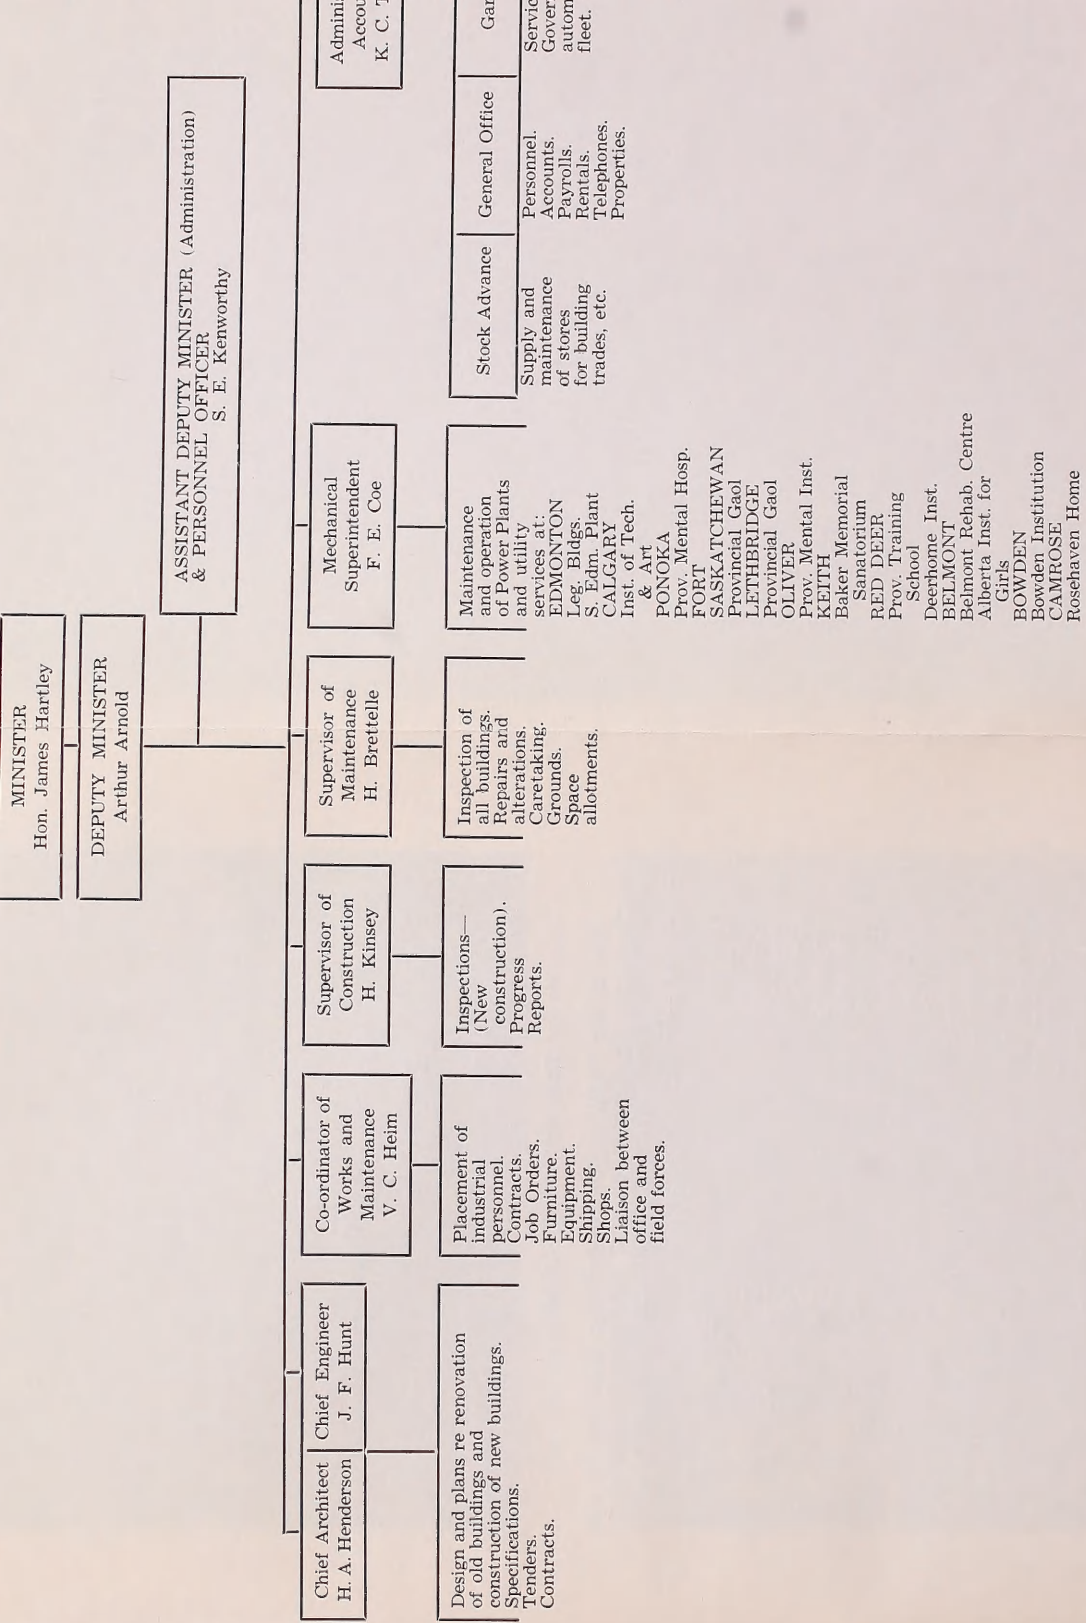 MINISTER
Hon. James Hartley
DEPUTY MINISTER
Arthur Arnold
ASSISTANT DEPUTY MINISTER (Administration)
& PERSONNEL OFFICER
S. E. Kenworthy
Chief Architect
H. A. Henderson
Chief Engineer
J. F. Hunt
Design and plans re renovation
of old buildings and
construction of new buildings.
Specifications.
Tenders.
Contracts.
Co-ordinator of
Works and
Maintenance
V. C. Heim
Placement of
industrial
personnel.
Contracts.
Job Orders.
Furniture.
Equipment.
Shipping.
Shops.
Liaison between
office and
field forces.
Supervisor of
Construction
H. Kinsey
Inspections—
(New
construction).
Progress
Reports.
Supervisor of
Maintenance
H. Brettelle
Inspection of
all buildings.
Repairs and
alterations.
Caretaking.
Grounds.
Space
allotments.
Mechanical
Superintendent
F. E. Coe
Maintenance
and operation
of Power Plants
and utility
services at:
EDMONTON
Leg. Bldgs.
S. Edm. Plant
CALGARY
Inst. of Tech.
& Art
PONOKA
Prov. Mental Hosp.
FORT
SASKATCHEWAN
Provincial Gaol
LETHBRIDGE
Provincial Gaol
OLIVER
Prov. Mental Inst.
KEITH
Baker Memorial
Sanatorium
RED DEER
Prov. Training
School
Deerhome Inst.
BELMONT
Belmont Rehab. Centre
Alberta Inst. for
Girls
BOWDEN
Bowden Institution
CAMROSE
Rosehaven Home
K. C.
Stock Advance
Supply and
maintenance
of stores
for building
trades, etc.
General Office
Personnel.
Accounts.
Payrolls.
Rentals.
Telephones.
Properties.
fleet.